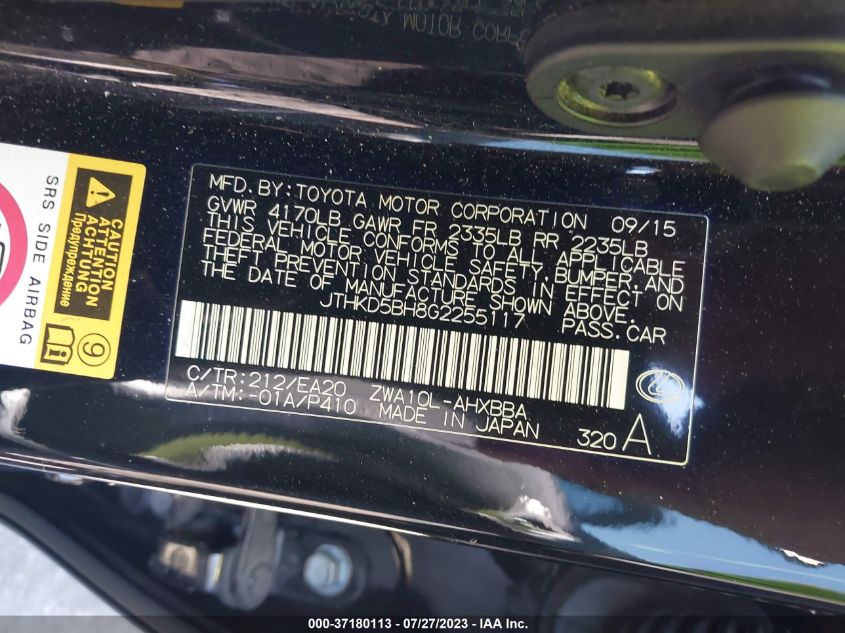 SRS SIDE AIRBAG
CAUTION
ATTENTION
ACHTUNG
Предупреждение
MFD. BY: TOYOTA MOTOR CORPORATION 09/15
GVWR 4170LB GAWR FR 2335LB RR 2235LB
THIS VEHICLE CONFORMS TO ALL APPLICABLE
FEDERAL MOTOR VEHICLE SAFETY, BUMPER, AND
THEFT PREVENTION STANDARDS IN EFFECT ON
THE DATE OF MANUFACTURE SHOWN ABOVE.
JTHKD5BH8G2255117 PASS.CAR
C/TR:212/EA20 ZWA10L-AHXBBA
A/TM:-01A/P410 MADE IN JAPAN 320 A
000-37180113 / 07/27/2023 - IAA Inc.